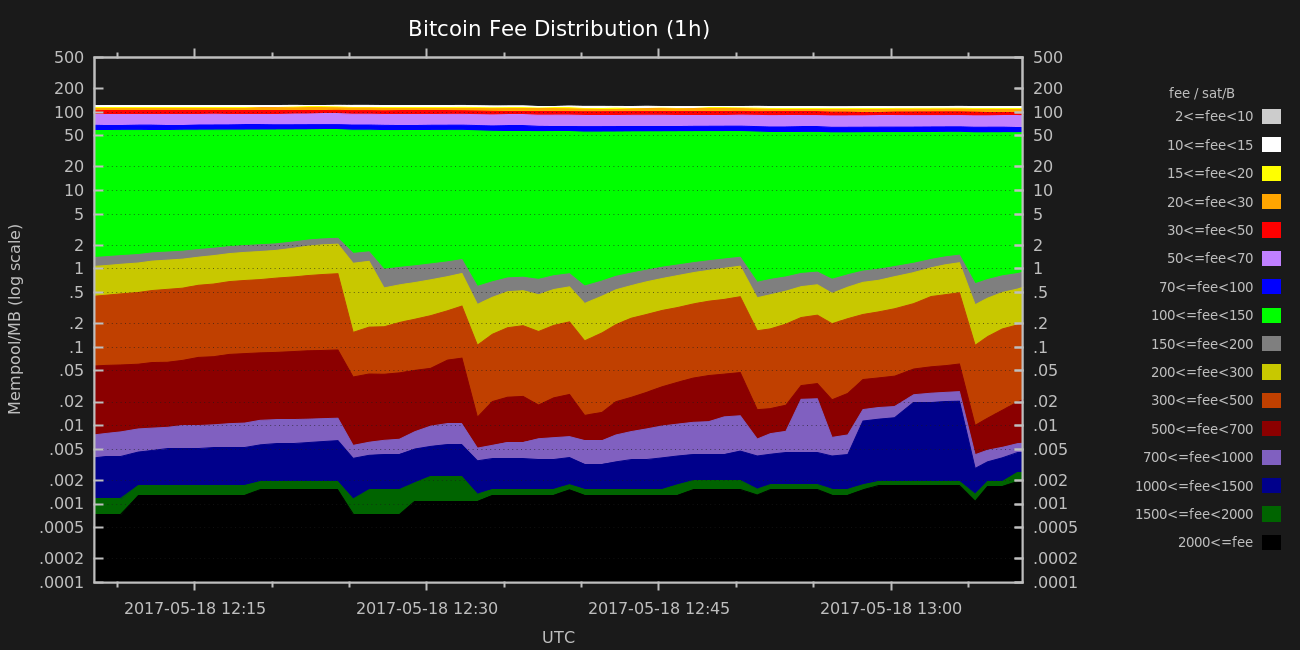 Bitcoin Fee Distribution (1h)
500
200
100
50
20
10
5
2
1
.5
.2
.1
.05
.02
.01
.005
.002
.001
.0005
.0002
.0001
Mempool/MB (log scale)
500
200
100
50
20
10
5
2
1
.5
.2
.1
.05
.02
.01
.005
.002
.001
.0005
.0002
.0001
2017-05-18 12:15
2017-05-18 12:30
2017-05-18 12:45
2017-05-18 13:00
UTC
fee / sat/B
2<=fee<10
10<=fee<15
15<=fee<20
20<=fee<30
30<=fee<50
50<=fee<70
70<=fee<100
100<=fee<150
150<=fee<200
200<=fee<300
300<=fee<500
500<=fee<700
700<=fee<1000
1000<=fee<1500
1500<=fee<2000
2000<=fee